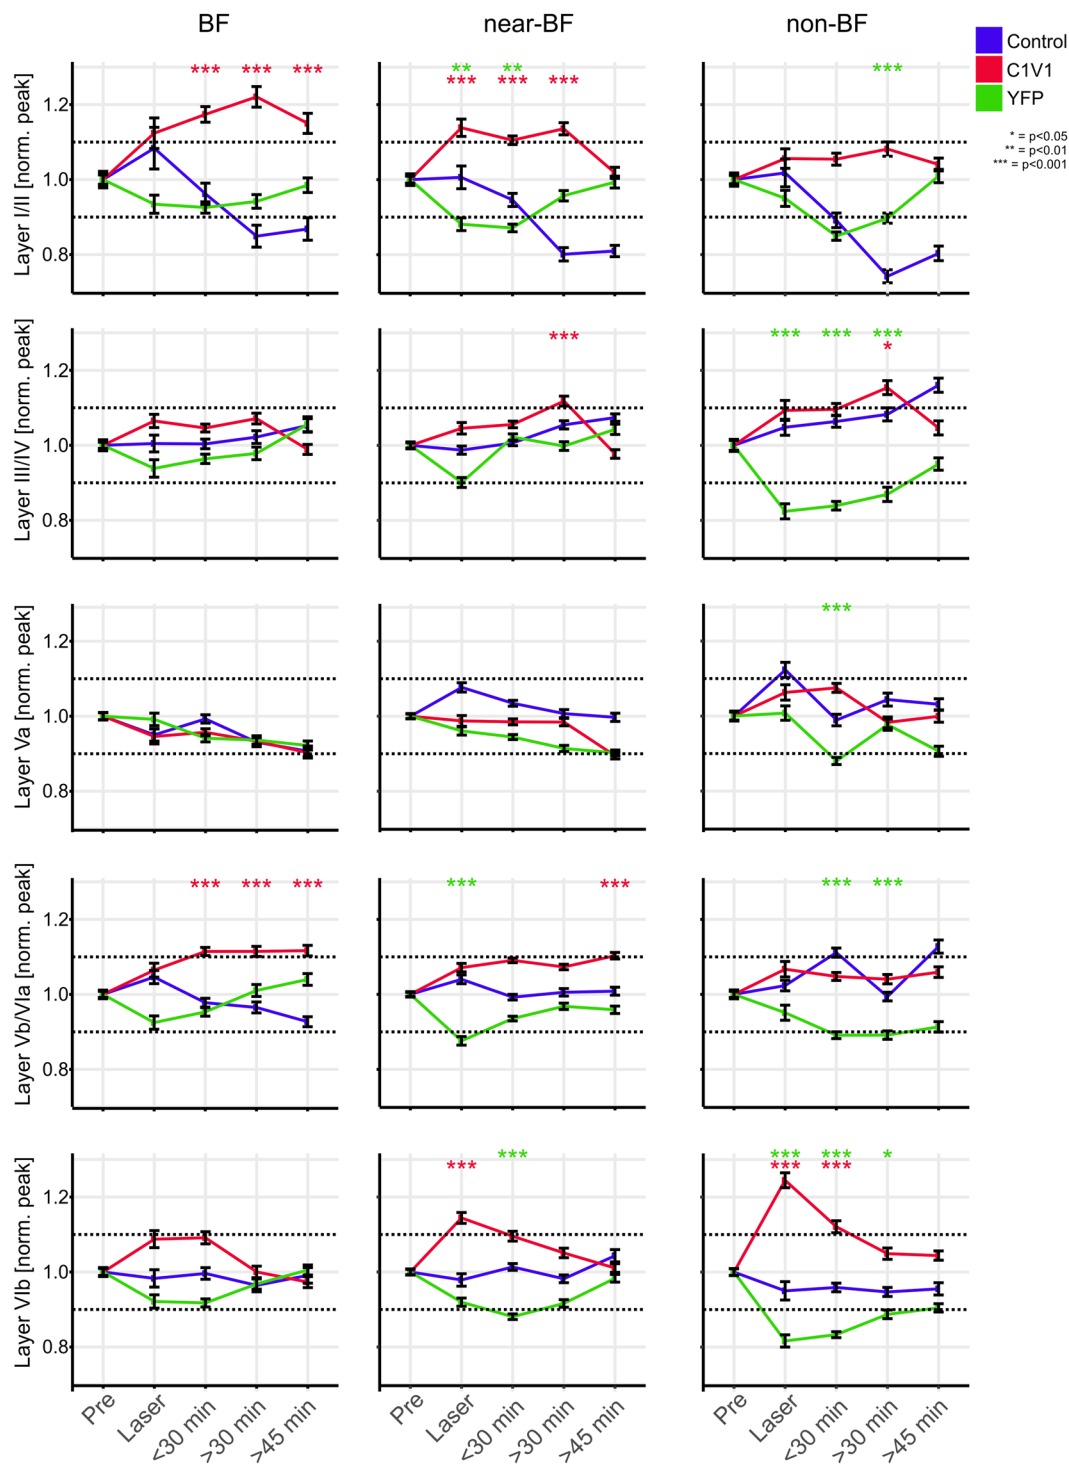 BF near-BF non-BF
Control
C1V1
YFP
* = p<0.05
** = p<0.01
*** = p<0.001
*** *** ***
** **
*** *** ***
***
Layer I/II [norm. peak]
1.2
1.0
0.8
***
*** *** ***
*
Layer III/IV [norm. peak]
1.2
1.0
0.8
***
Layer Va [norm. peak]
1.2
1.0
0.8
*** *** ***
*** ***
*** ***
Layer Vb/VIa [norm. peak]
1.2
1.0
0.8
*** ***
*** *** *
*** ***
Layer VIb [norm. peak]
1.2
1.0
0.8
Pre Laser <30 min >30 min >45 min
Pre Laser <30 min >30 min >45 min
Pre Laser <30 min >30 min >45 min